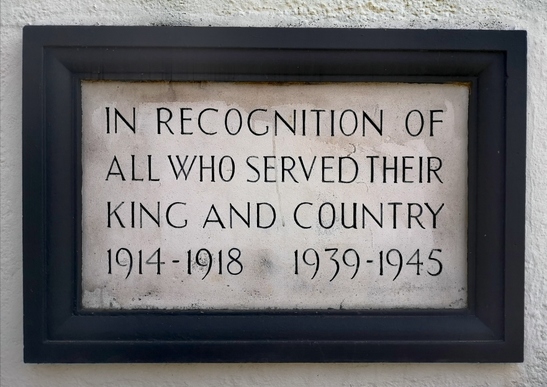 IN RECOGNITION OF
ALL WHO SERVED THEIR
KING AND COUNTRY
1914-1918 1939-1945